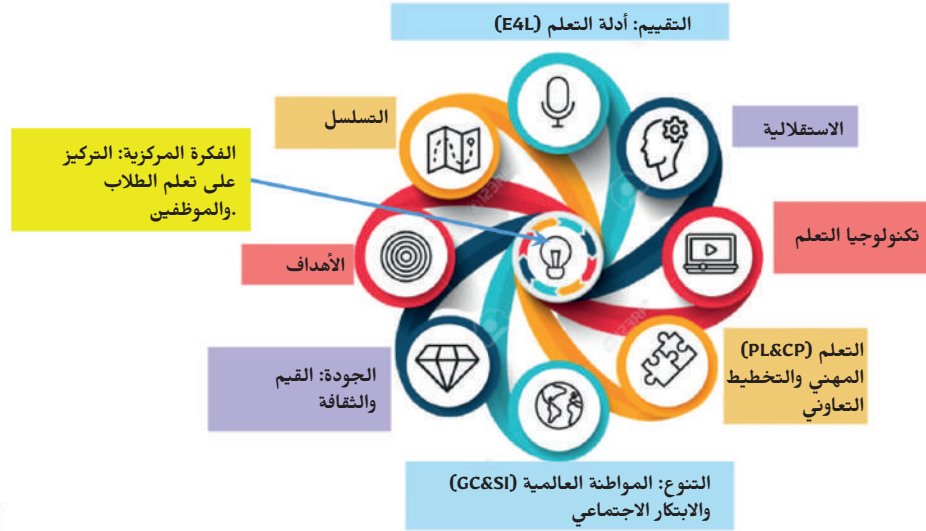 التقييم: أدلة التعلم (E4L)
الاستقلالية
التسلسل
الفكرة المركزية: التركيز
على تعلم الطلاب
والموظفين.
تكنولوجيا التعلم
الأهداف
التعلم (PL&CP)
المهني والتخطيط
التعاوني
الجودة: القيم
والثقافة
التنوع: المواطنة العالمية (GC&SI)
والابتكار الاجتماعي